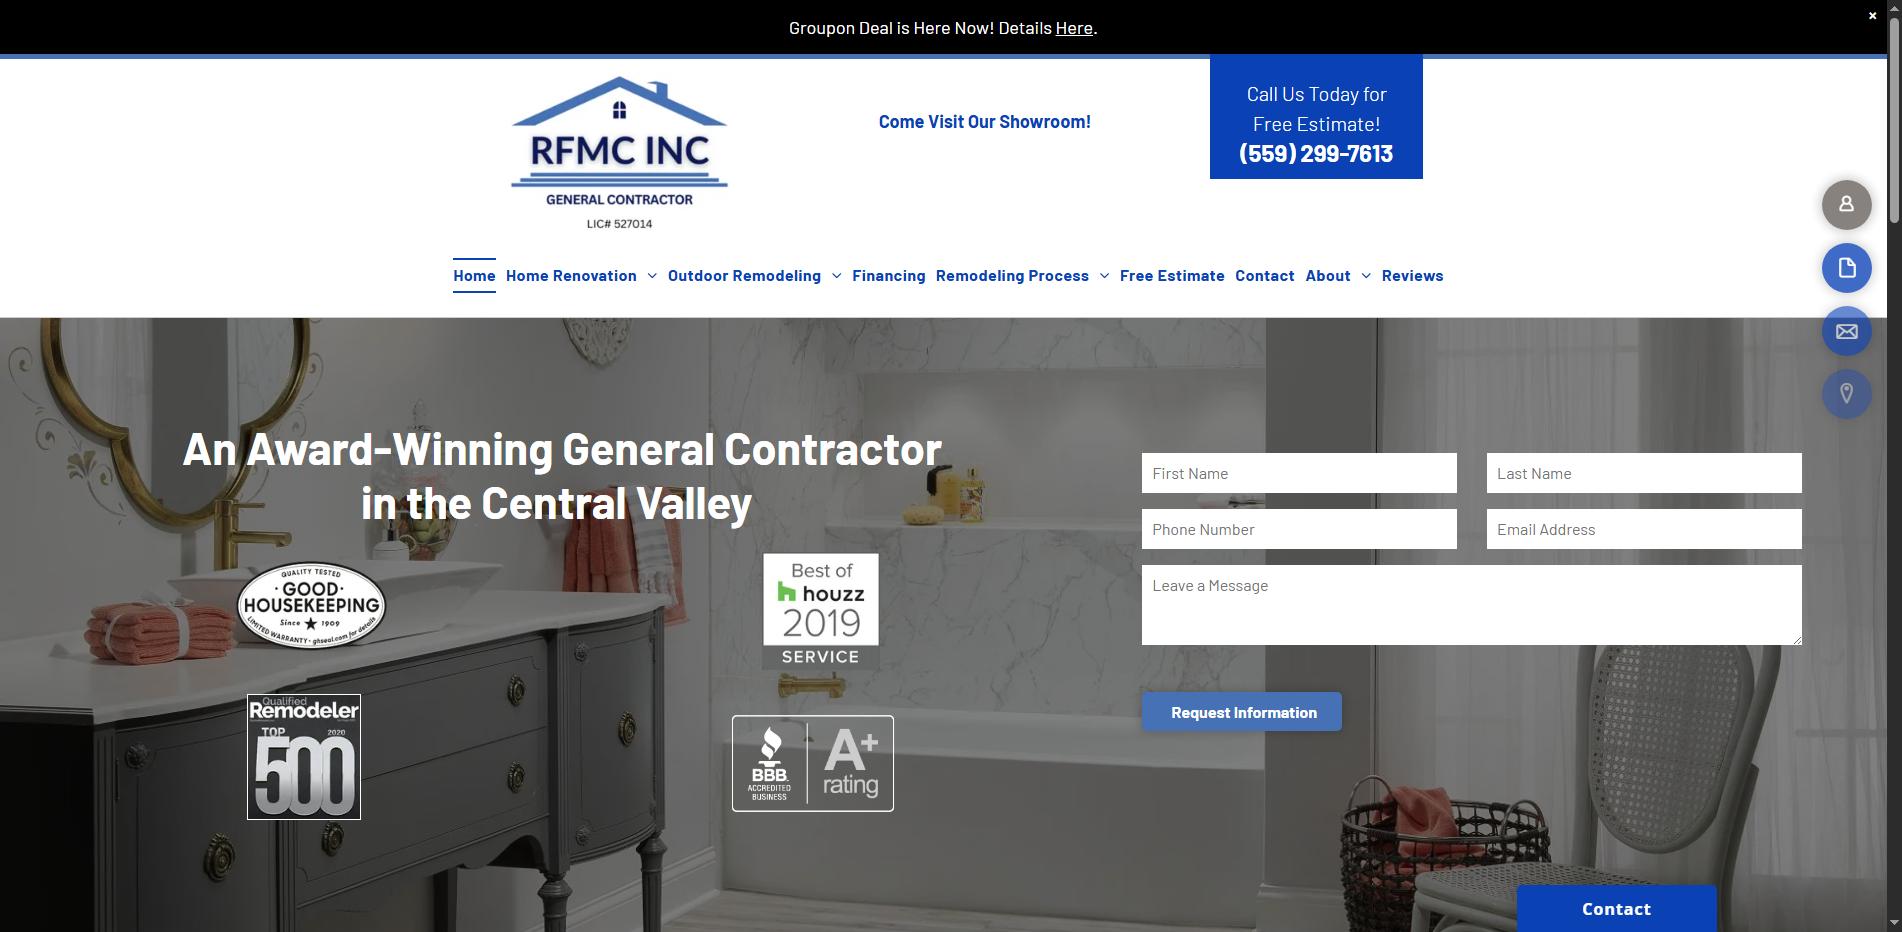 Groupon Deal is Here Now! Details Here.
×
RFMC INC
GENERAL CONTRACTOR
LIC# 527014
Come Visit Our Showroom!
Call Us Today for
Free Estimate!
(559) 299-7613
Home Home Renovation Outdoor Remodeling Financing Remodeling Process Free Estimate Contact About Reviews
An Award-Winning General Contractor
in the Central Valley
QUALITY TESTED
·GOOD·
HOUSEKEEPING
Since ★ 1909
LIMITED WARRANTY · ghseal.com for details
Best of
houzz
2019
SERVICE
Qualified
Remodeler
TOP 2020
500
BBB.
ACCREDITED
BUSINESS
A+
rating
First Name Last Name
Phone Number Email Address
Leave a Message
Request Information
Contact